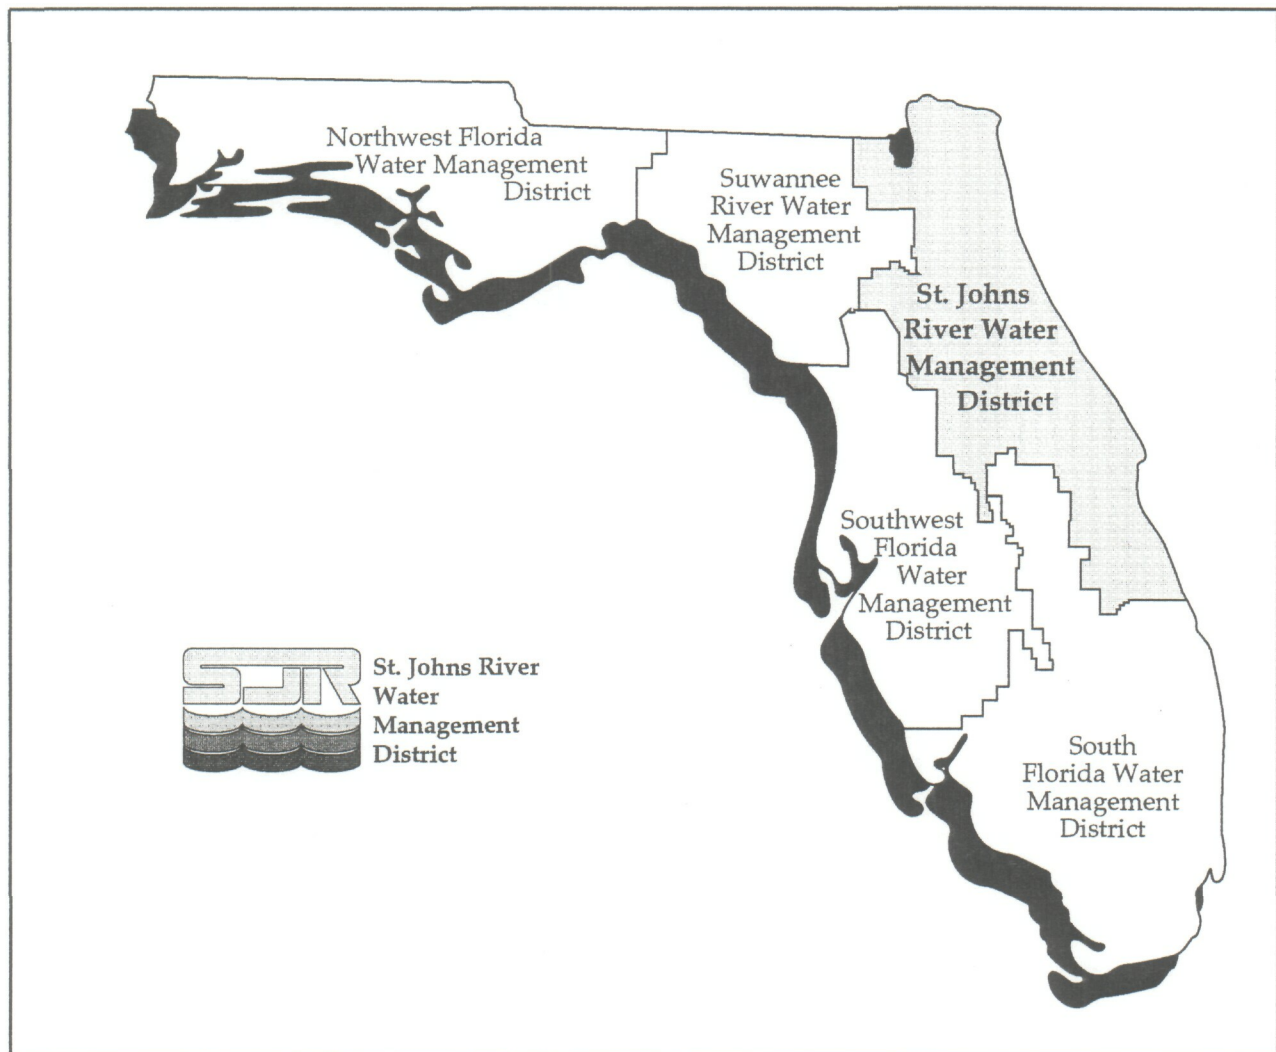 Northwest Florida
Water Management
District
Suwannee
River Water
Management
District
St. Johns
River Water
Management
District
Southwest
Florida
Water
Management
District
SJR
St. Johns River
Water
Management
District
South
Florida Water
Management
District